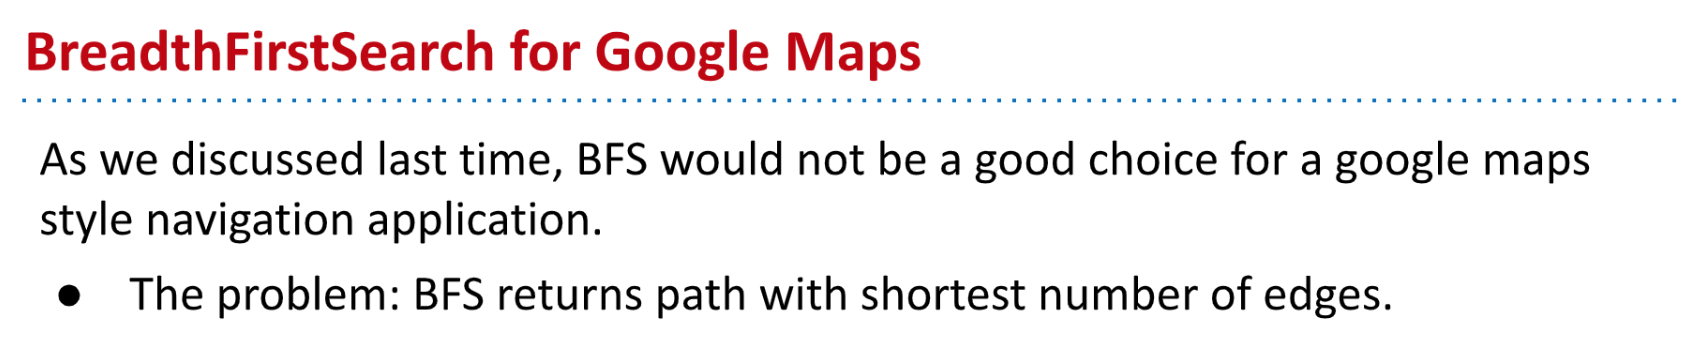 BreadthFirstSearch for Google Maps
As we discussed last time, BFS would not be a good choice for a google maps
style navigation application.
● The problem: BFS returns path with shortest number of edges.